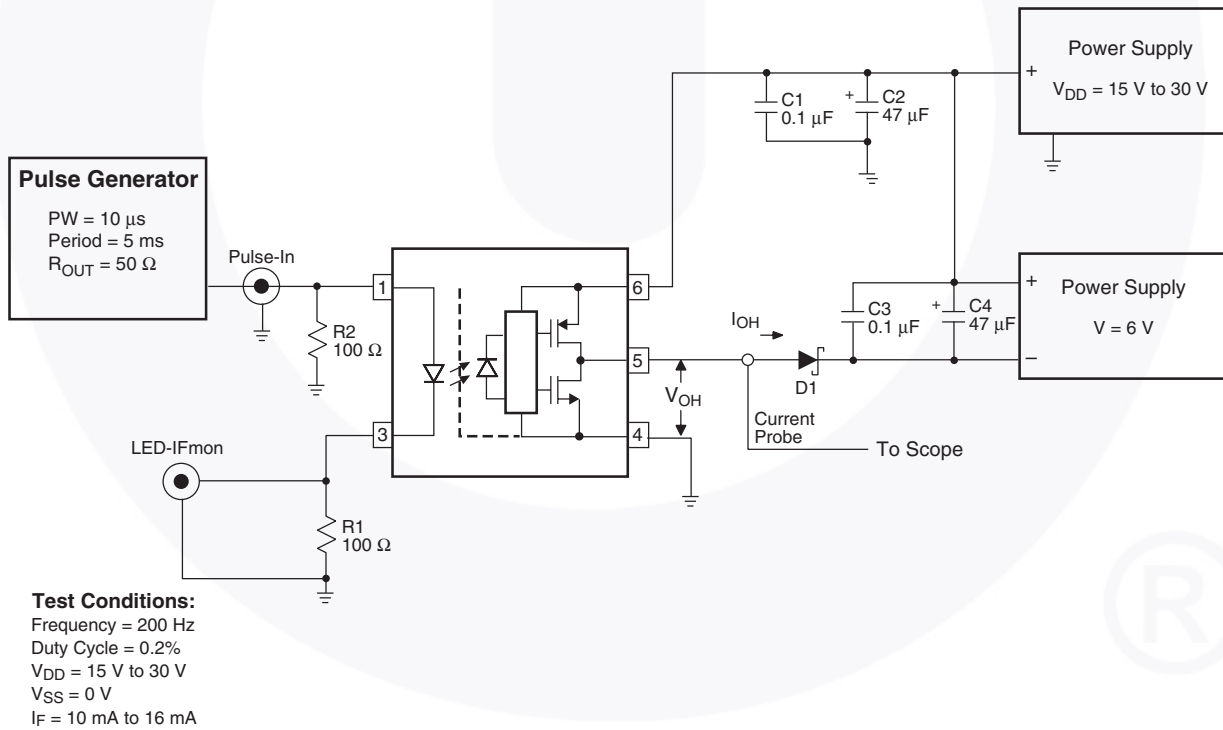 Power Supply
+
V_DD = 15 V to 30 V
C1
0.1 μF
+
C2
47 μF
Pulse Generator
PW = 10 μs
Period = 5 ms
R_OUT = 50 Ω
Pulse-In
1
6
R2
100 Ω
5
3
4
I_OH
V_OH
D1
C3
0.1 μF
+
C4
47 μF
+
Power Supply
V = 6 V
–
Current
Probe
To Scope
LED-IFmon
R1
100 Ω
Test Conditions:
Frequency = 200 Hz
Duty Cycle = 0.2%
V_DD = 15 V to 30 V
V_SS = 0 V
I_F = 10 mA to 16 mA
®